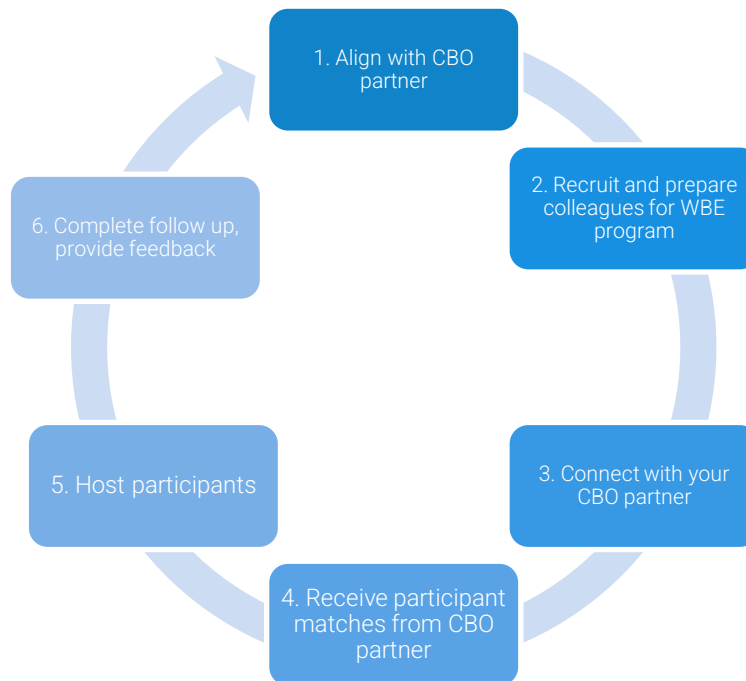 1. Align with CBO
partner
2. Recruit and prepare
colleagues for WBE
program
3. Connect with your
CBO partner
4. Receive participant
matches from CBO
partner
5. Host participants
6. Complete follow up,
provide feedback